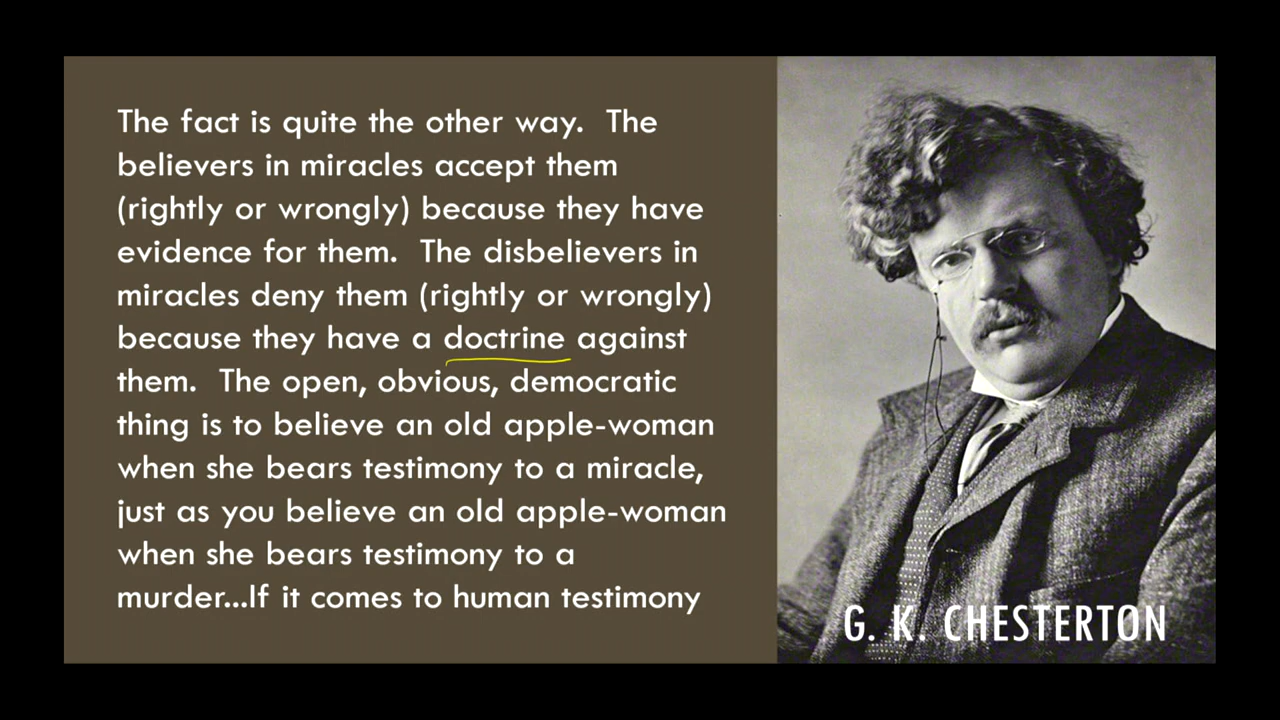 The fact is quite the other way.  The
believers in miracles accept them
(rightly or wrongly) because they have
evidence for them.  The disbelievers in
miracles deny them (rightly or wrongly)
because they have a doctrine against
them.  The open, obvious, democratic
thing is to believe an old apple-woman
when she bears testimony to a miracle,
just as you believe an old apple-woman
when she bears testimony to a
murder...If it comes to human testimony
G. K. CHESTERTON